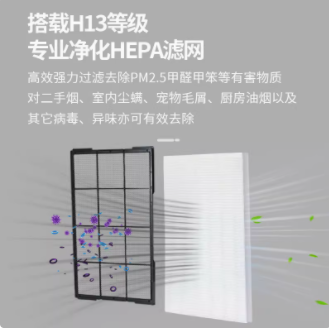 搭载H13等级
专业净化HEPA滤网
高效强力过滤去除PM2.5甲醛甲苯等有害物质
对二手烟、室内尘螨、宠物毛屑、厨房油烟以及
其它病毒、异味亦可有效去除